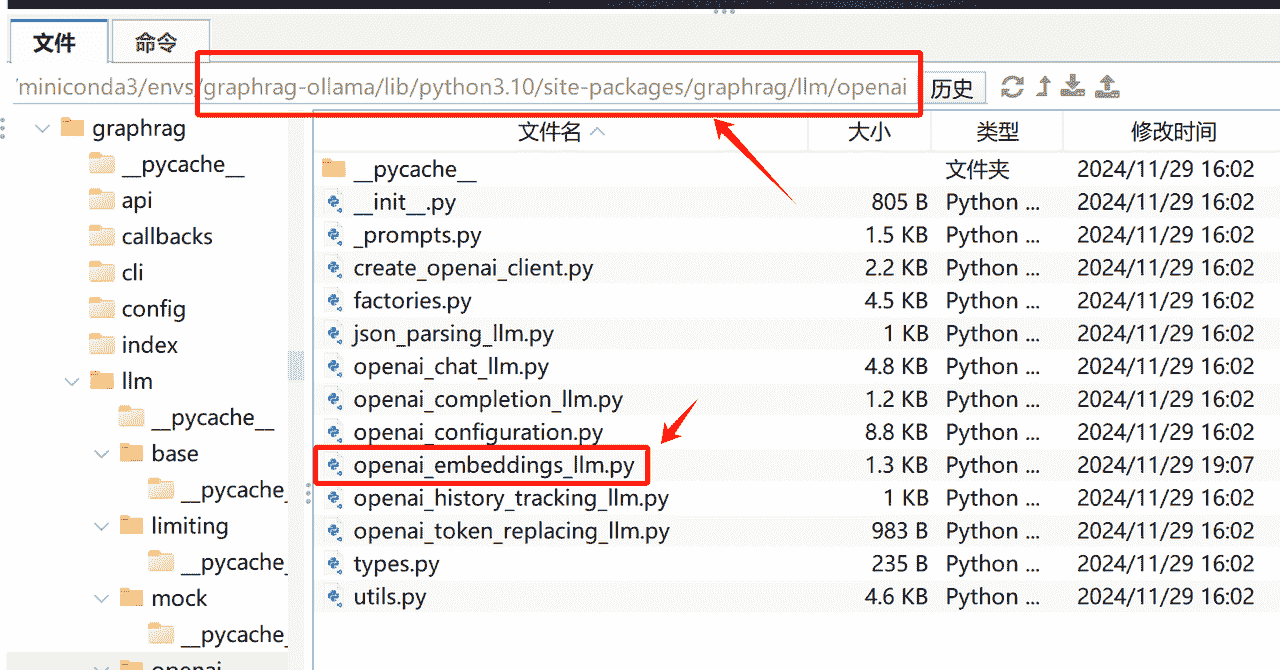 文件 命令
/miniconda3/envs/graphrag-ollama/lib/python3.10/site-packages/graphrag/llm/openai 历史
graphrag
__pycache__
api
callbacks
cli
config
index
llm
__pycache__
base
__pycache_
limiting
__pycache_
mock
__pycache_
openai
文件名 大小 类型 修改时间
__pycache__ 文件夹 2024/11/29 16:02
__init__.py 805 B Python ... 2024/11/29 16:02
_prompts.py 1.5 KB Python ... 2024/11/29 16:02
create_openai_client.py 2.2 KB Python ... 2024/11/29 16:02
factories.py 4.5 KB Python ... 2024/11/29 16:02
json_parsing_llm.py 1 KB Python ... 2024/11/29 16:02
openai_chat_llm.py 4.8 KB Python ... 2024/11/29 16:02
openai_completion_llm.py 1.2 KB Python ... 2024/11/29 16:02
openai_configuration.py 8.8 KB Python ... 2024/11/29 16:02
openai_embeddings_llm.py 1.3 KB Python ... 2024/11/29 19:07
openai_history_tracking_llm.py 1 KB Python ... 2024/11/29 16:02
openai_token_replacing_llm.py 983 B Python ... 2024/11/29 16:02
types.py 235 B Python ... 2024/11/29 16:02
utils.py 4.6 KB Python ... 2024/11/29 16:02